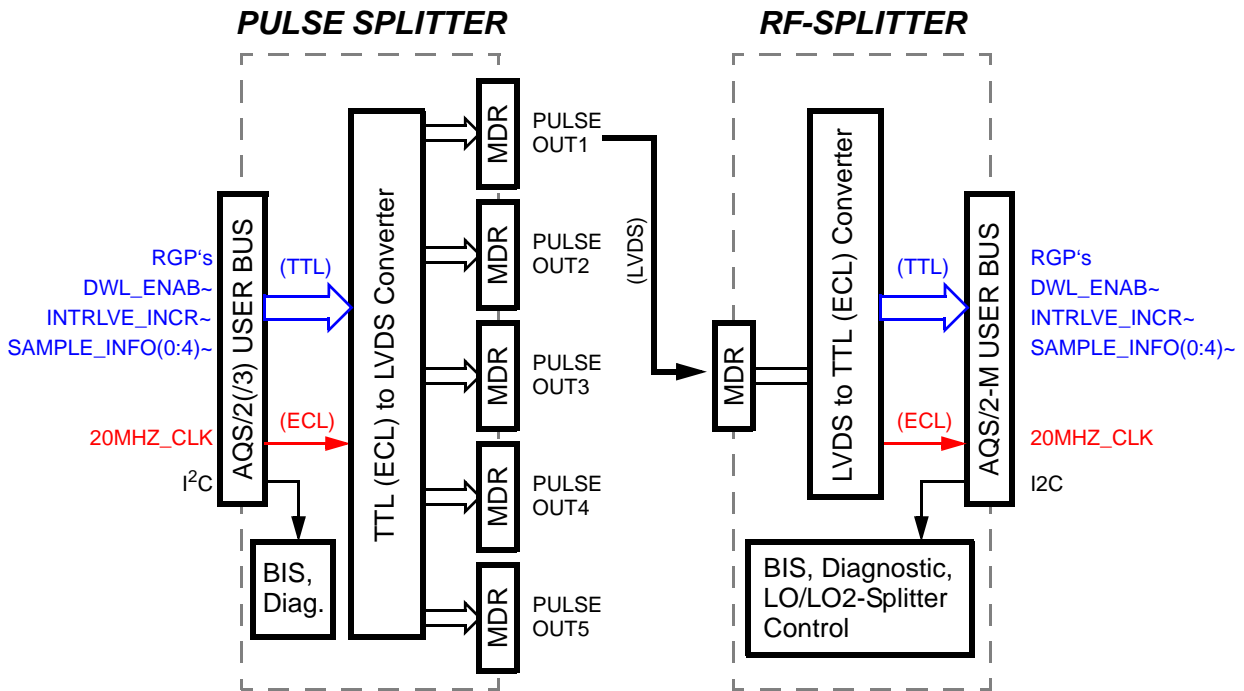 PULSE SPLITTER
RF-SPLITTER
RGP‘s
DWL_ENAB~
INTRLVE_INCR~
SAMPLE_INFO(0:4)~
20MHZ_CLK
I2C
AQS/2(/3) USER BUS
(TTL)
(ECL)
BIS,
Diag.
TTL (ECL) to LVDS Converter
MDR
PULSE
OUT1
MDR
PULSE
OUT2
MDR
PULSE
OUT3
MDR
PULSE
OUT4
MDR
PULSE
OUT5
(LVDS)
MDR
LVDS to TTL (ECL) Converter
(TTL)
(ECL)
AQS/2-M USER BUS
RGP‘s
DWL_ENAB~
INTRLVE_INCR~
SAMPLE_INFO(0:4)~
20MHZ_CLK
I2C
BIS, Diagnostic,
LO/LO2-Splitter
Control